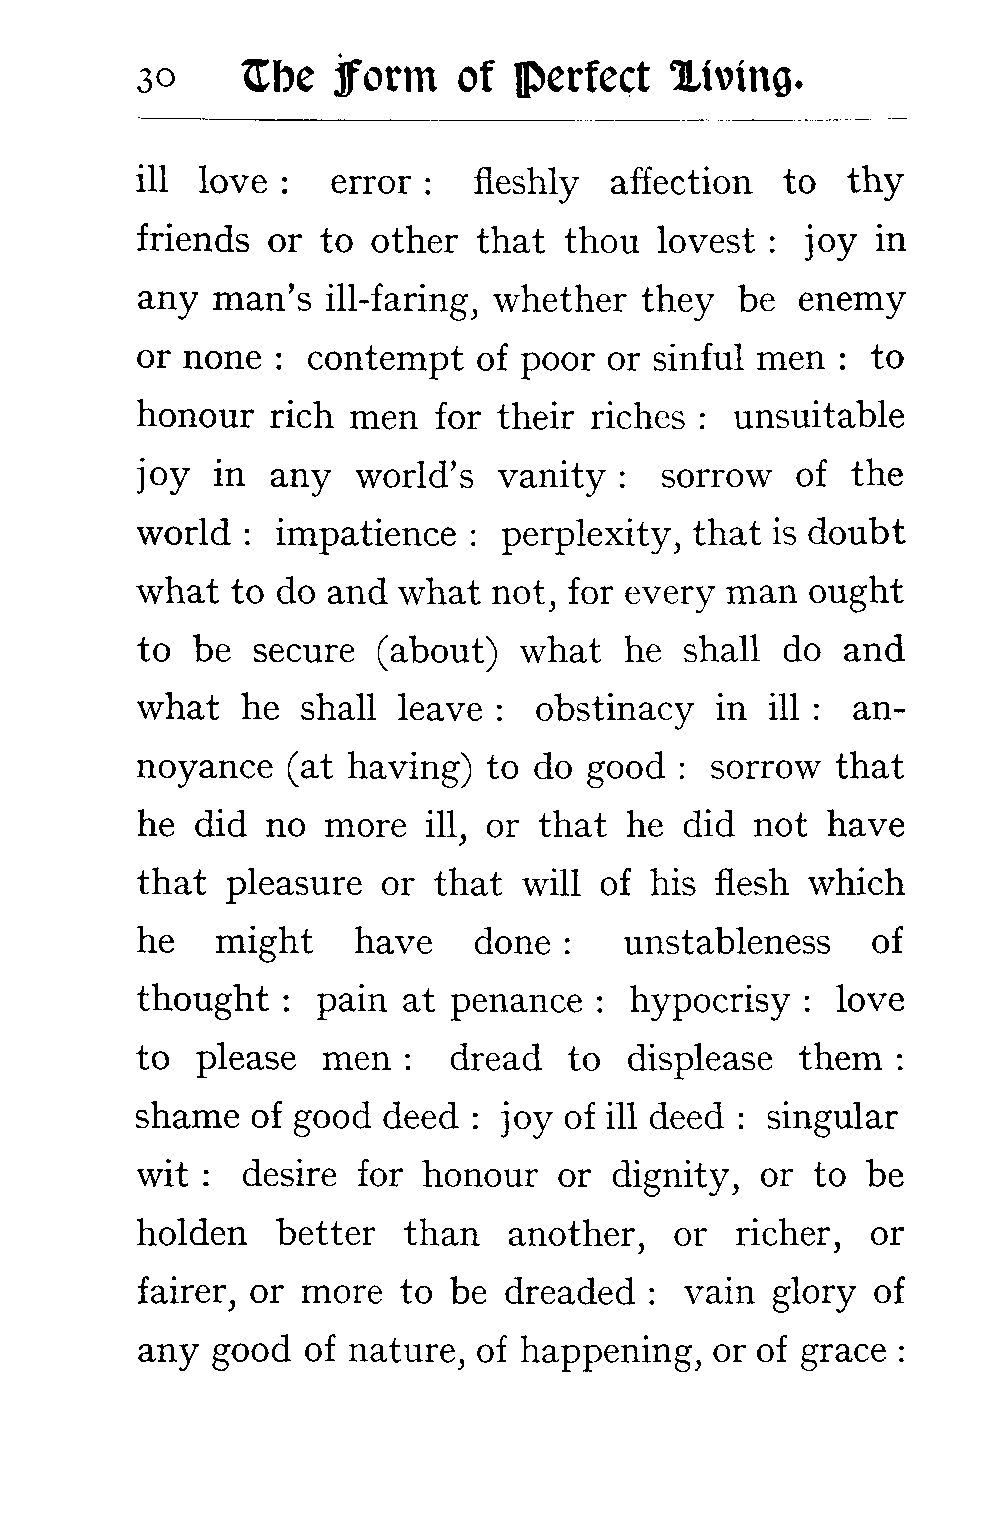 30 The Form of Perfect Living.
ill love : error : fleshly affection to thy
friends or to other that thou lovest : joy in
any man's ill-faring, whether they be enemy
or none : contempt of poor or sinful men : to
honour rich men for their riches : unsuitable
joy in any world's vanity : sorrow of the
world : impatience : perplexity, that is doubt
what to do and what not, for every man ought
to be secure (about) what he shall do and
what he shall leave : obstinacy in ill : an-
noyance (at having) to do good : sorrow that
he did no more ill, or that he did not have
that pleasure or that will of his flesh which
he might have done : unstableness of
thought : pain at penance : hypocrisy : love
to please men : dread to displease them :
shame of good deed : joy of ill deed : singular
wit : desire for honour or dignity, or to be
holden better than another, or richer, or
fairer, or more to be dreaded : vain glory of
any good of nature, of happening, or of grace :